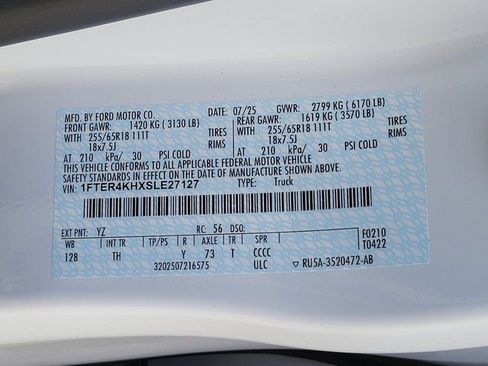 MFD. BY FORD MOTOR CO. DATE: 07/25 GVWR: 2799 KG ( 6170 LB)
FRONT GAWR: 1420 KG ( 3130 LB) REAR GAWR: 1619 KG ( 3570 LB)
WITH TIRES WITH TIRES
255/65R18 111T 255/65R18 111T
18x7.5J RIMS 18x7.5J RIMS
AT 210 kPa/ 30 PSI COLD AT 210 kPa/ 30 PSI COLD
THIS VEHICLE CONFORMS TO ALL APPLICABLE FEDERAL MOTOR VEHICLE
SAFETY STANDARDS IN EFFECT ON THE DATE OF MANUFACTURE SHOWN ABOVE.
VIN: 1FTER4KHXSLE27127 TYPE: Truck
EXT PNT: YZ RC: 56 DSO: F0210
WB INT TR TP/PS R AXLE TR SPR T0422
128 TH Y 73 T CCCC
3202507216575 ULC ▽ RU5A-3520472-AB